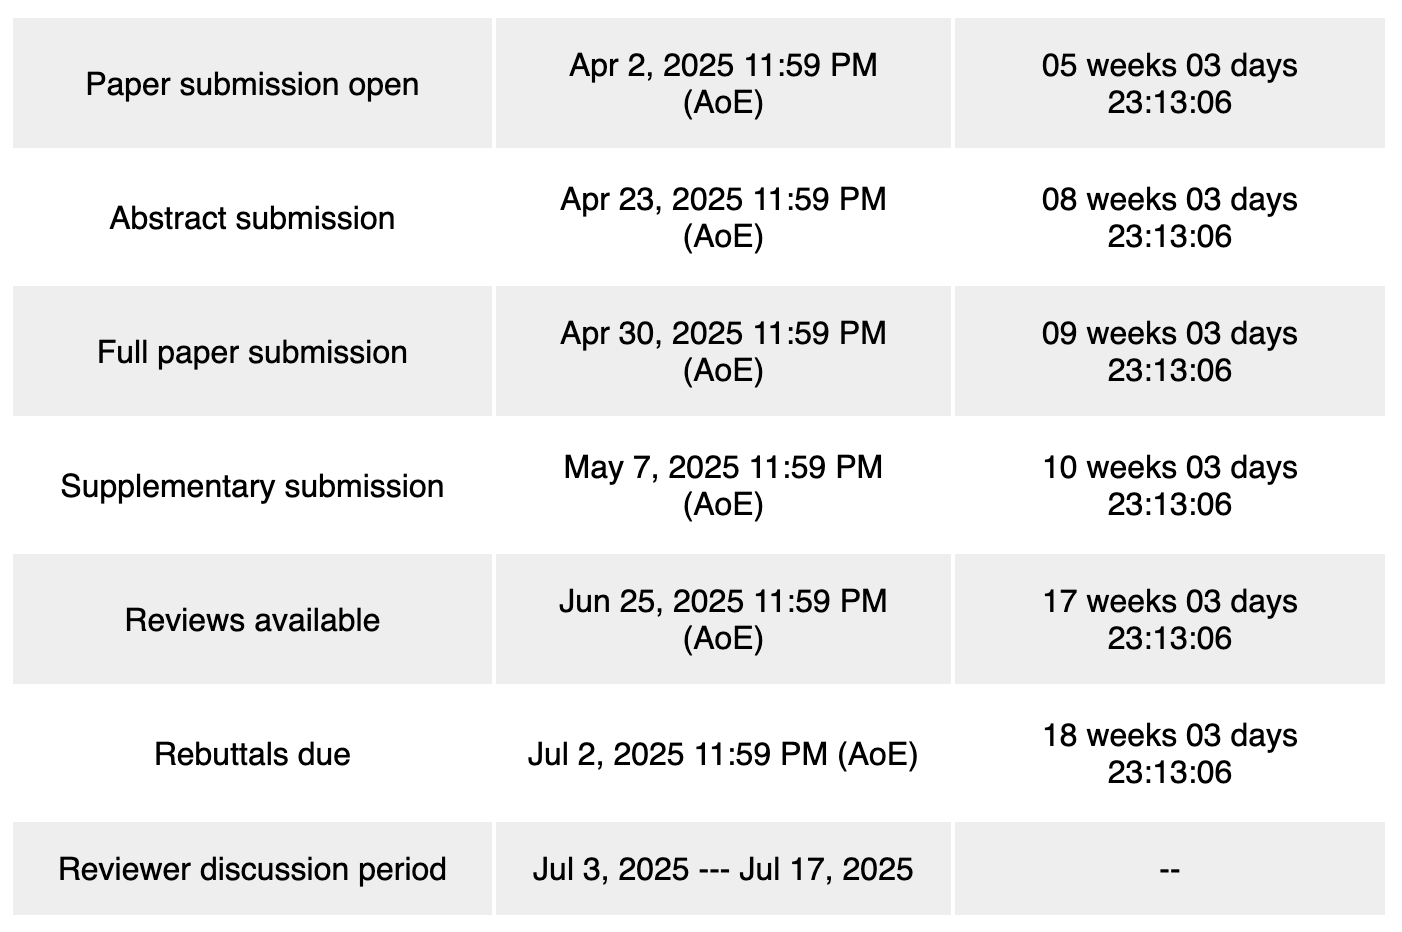 Paper submission open
Apr 2, 2025 11:59 PM
(AoE)
05 weeks 03 days
23:13:06
Abstract submission
Apr 23, 2025 11:59 PM
(AoE)
08 weeks 03 days
23:13:06
Full paper submission
Apr 30, 2025 11:59 PM
(AoE)
09 weeks 03 days
23:13:06
Supplementary submission
May 7, 2025 11:59 PM
(AoE)
10 weeks 03 days
23:13:06
Reviews available
Jun 25, 2025 11:59 PM
(AoE)
17 weeks 03 days
23:13:06
Rebuttals due
Jul 2, 2025 11:59 PM (AoE)
18 weeks 03 days
23:13:06
Reviewer discussion period
Jul 3, 2025 --- Jul 17, 2025
--